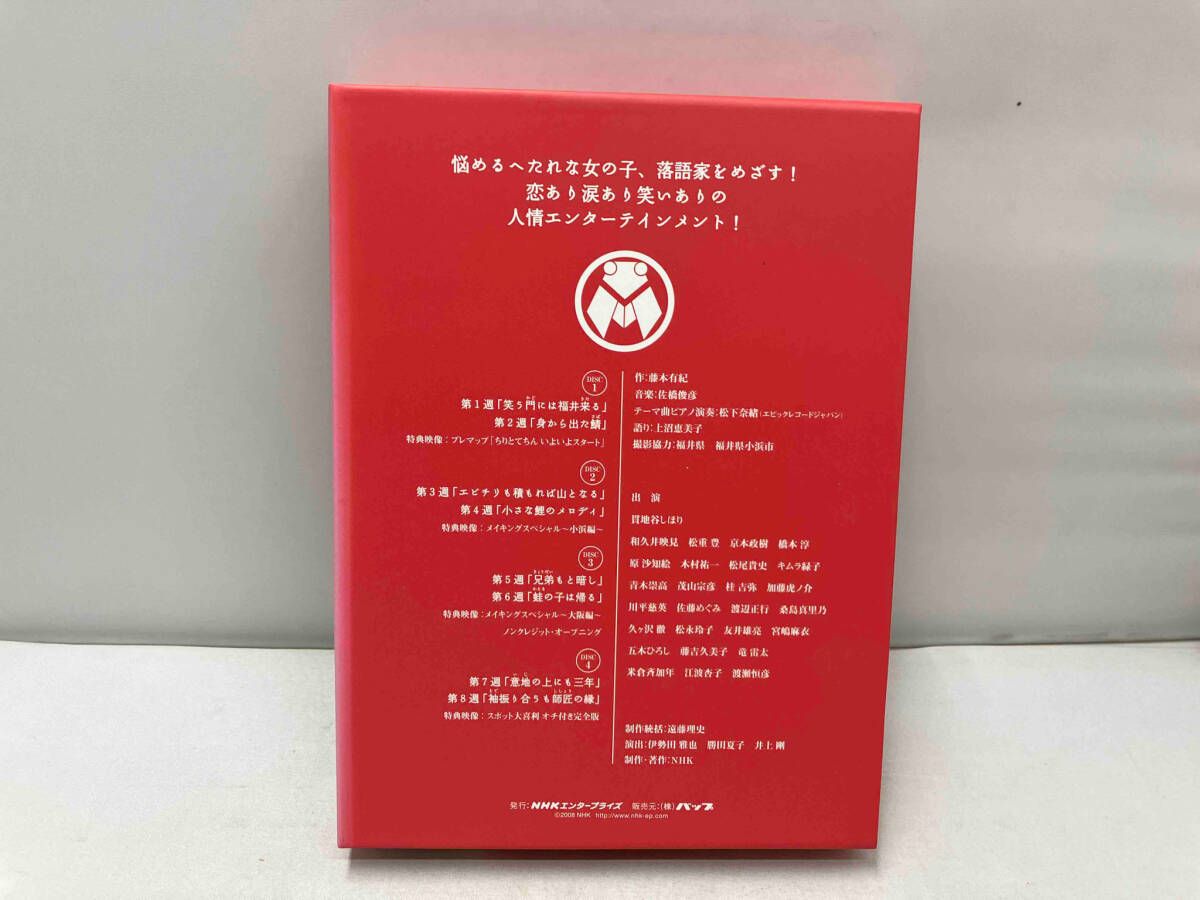 悩めるへたれな女の子、落語家をめざす！
恋あり涙あり笑いありの
人情エンターテインメント！
DISC
1
第1週「笑う門には福井来る」
第2週「身から出た鯖」
特典映像：プレマップ「ちりとてちん いよいよスタート」
DISC
2
第3週「エビチリも積もれば山となる」
第4週「小さな鯉のメロディ」
特典映像：メイキングスペシャル～小浜編～
DISC
3
第5週「兄弟もと暗し」
第6週「蛙の子は帰る」
特典映像：メイキングスペシャル～大阪編～
ノンクレジット・オープニング
DISC
4
第7週「意地の上にも三年」
第8週「袖振り合うも師匠の縁」
特典映像：スポット大喜利 オチ付き完全版
作：藤本有紀
音楽：佐橋俊彦
テーマ曲ピアノ演奏：松下奈緒（エピックレコードジャパン）
語り：上沼恵美子
撮影協力：福井県 福井県小浜市
出 演
貫地谷しほり
和久井映見 松重 豊 京本政樹 橋本 淳
原 沙知絵 木村祐一 松尾貴史 キムラ緑子
青木崇高 茂山宗彦 桂 吉弥 加藤虎ノ介
川平慈英 佐藤めぐみ 渡辺正行 桑島真里乃
久ヶ沢 徹 松永玲子 友井雄亮 宮嶋麻衣
五木ひろし 藤吉久美子 竜 雷太
米倉斉加年 江波杏子 渡瀬恒彦
制作統括：遠藤理史
演出：伊勢田 雅也 勝田夏子 井上 剛
制作・著作：NHK
発行：NHKエンタープライズ 販売元：（株）バップ
©2008 NHK http://www.nhk-ep.com